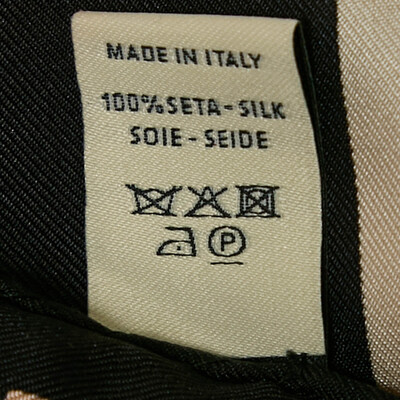 MADE IN ITALY
100% SETA - SILK
SOIE - SEIDE
P